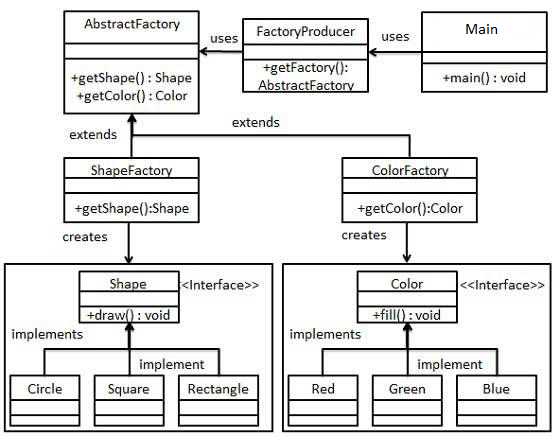 AbstractFactory
+getShape() : Shape
+getColor() : Color
uses
FactoryProducer
+getFactory():
AbstractFactory
uses
Main
+main() : void
extends
extends
ShapeFactory
+getShape():Shape
ColorFactory
+getColor():Color
creates
creates
Shape
<<Interface>>
+draw() : void
implements
implement
Circle
Square
Rectangle
Color
<<Interface>>
+fill() : void
implements
implement
Red
Green
Blue